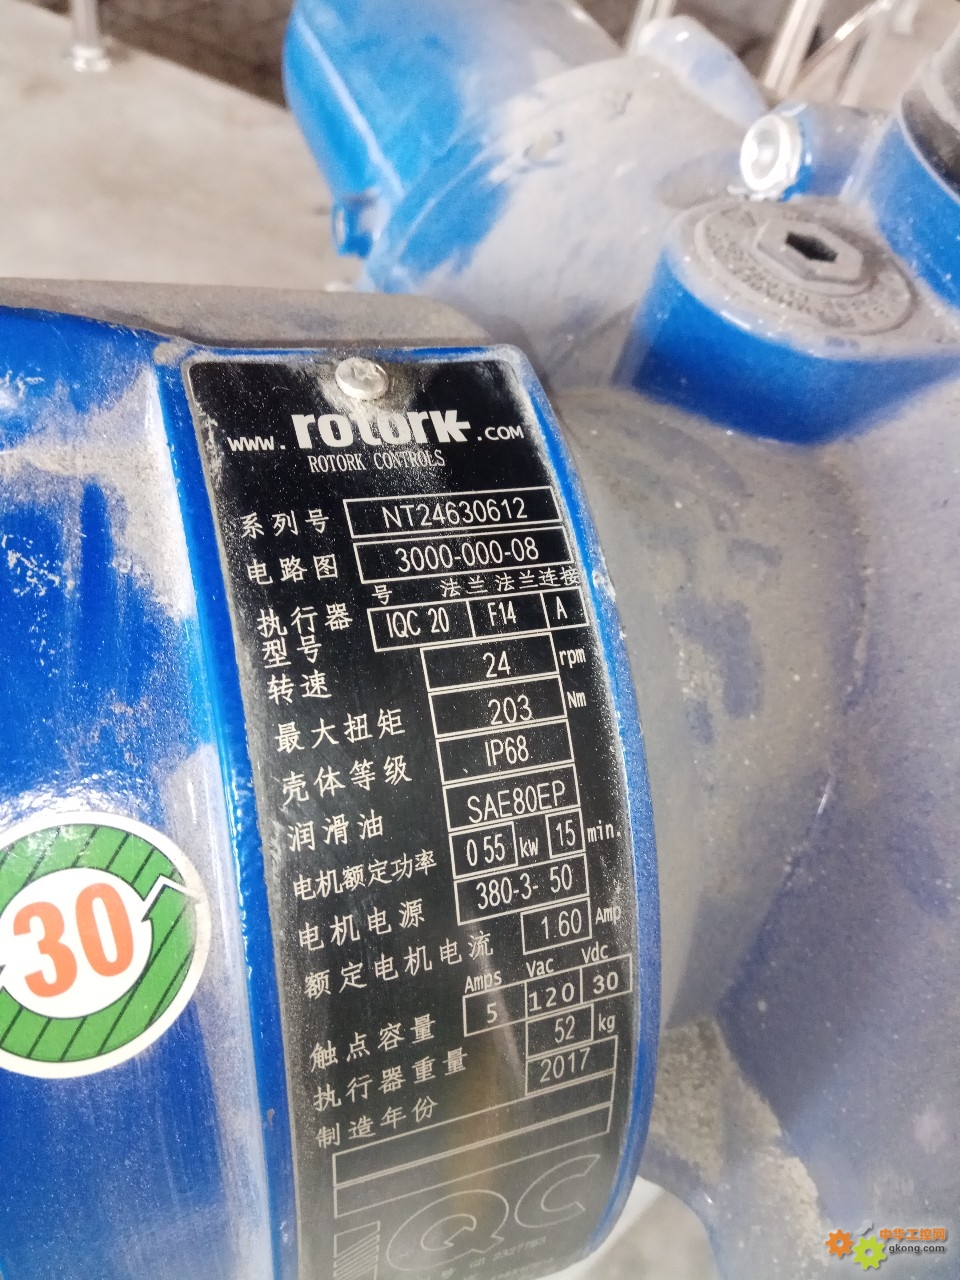 www.rotork.com
ROTORK CONTROLS
系列号 NT24630612
电路图 3000-000-08
号 法兰 法兰连接
执行器型号 IQC 20 F14 A
转速 24 rpm
最大扭矩 203 Nm
壳体等级 IP68
润滑油 SAE80EP
电机额定功率 0 55 kw 15 min.
电机电源 380-3- 50
额定电机电流 1.60 Amp
Amps Vac Vdc
触点容量 5 120 30
执行器重量 52 kg
制造年份 2017
IQC
30
中华工控网
gkong.com